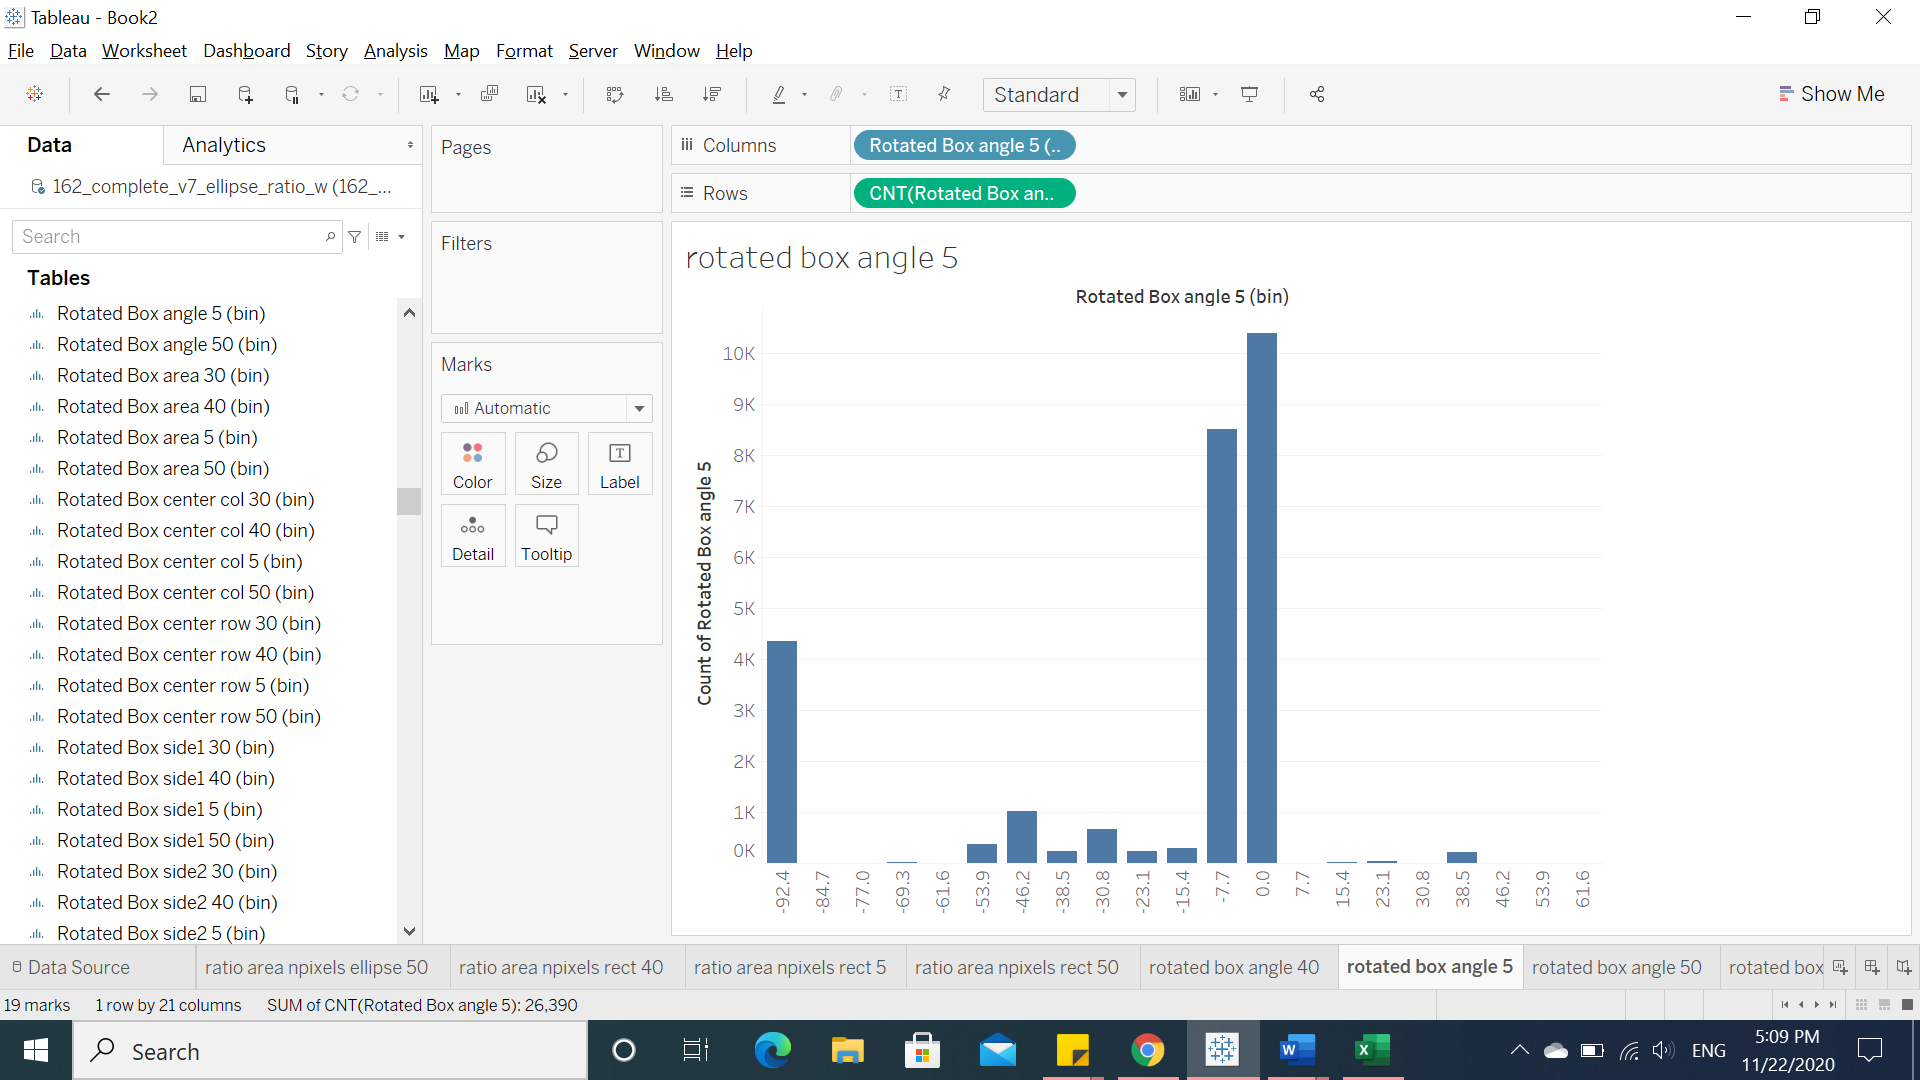 Tableau - Book2
File Data Worksheet Dashboard Story Analysis Map Format Server Window Help
Standard
Show Me
Data
Analytics
162_complete_v7_ellipse_ratio_w (162_...
Search
Tables
Rotated Box angle 5 (bin)
Rotated Box angle 50 (bin)
Rotated Box area 30 (bin)
Rotated Box area 40 (bin)
Rotated Box area 5 (bin)
Rotated Box area 50 (bin)
Rotated Box center col 30 (bin)
Rotated Box center col 40 (bin)
Rotated Box center col 5 (bin)
Rotated Box center col 50 (bin)
Rotated Box center row 30 (bin)
Rotated Box center row 40 (bin)
Rotated Box center row 5 (bin)
Rotated Box center row 50 (bin)
Rotated Box side1 30 (bin)
Rotated Box side1 40 (bin)
Rotated Box side1 5 (bin)
Rotated Box side1 50 (bin)
Rotated Box side2 30 (bin)
Rotated Box side2 40 (bin)
Rotated Box side2 5 (bin)
Pages
Filters
Marks
Automatic
Color
Size
Label
Detail
Tooltip
Columns
Rotated Box angle 5 (..
Rows
CNT(Rotated Box an..
rotated box angle 5
Rotated Box angle 5 (bin)
Count of Rotated Box angle 5
10K
9K
8K
7K
6K
5K
4K
3K
2K
1K
0K
-92.4
-84.7
-77.0
-69.3
-61.6
-53.9
-46.2
-38.5
-30.8
-23.1
-15.4
-7.7
0.0
7.7
15.4
23.1
30.8
38.5
46.2
53.9
61.6
Data Source
ratio area npixels ellipse 50
ratio area npixels rect 40
ratio area npixels rect 5
ratio area npixels rect 50
rotated box angle 40
rotated box angle 5
rotated box angle 50
rotated box
19 marks
1 row by 21 columns
SUM of CNT(Rotated Box angle 5): 26,390
Search
ENG
5:09 PM
11/22/2020